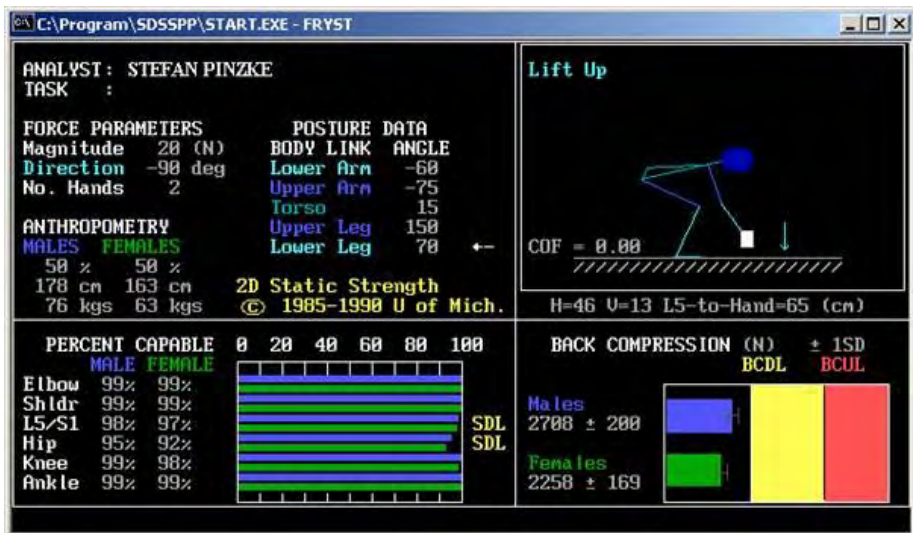 C:\Program\SDSSPP\START.EXE - FRYST
ANALYST: STEFAN PINZKE
TASK :
FORCE PARAMETERS
Magnitude 20 (N)
Direction -90 deg
No. Hands 2
ANTHROPOMETRY
MALES FEMALES
50 % 50 %
178 cm 163 cm
76 kgs 63 kgs
POSTURE DATA
BODY LINK ANGLE
Lower Arm -60
Upper Arm -75
Torso 15
Upper Leg 150
Lower Leg 70 ←
2D Static Strength
© 1985-1990 U of Mich.
Lift Up
COF = 0.00
H=46 V=13 L5-to-Hand=65 (cm)
PERCENT CAPABLE 0 20 40 60 80 100
MALE FEMALE
Elbow 99% 99%
Shldr 99% 99%
L5/S1 98% 97% SDL
Hip 95% 92% SDL
Knee 99% 98%
Ankle 99% 99%
BACK COMPRESSION (N) ± 1SD
BCDL BCUL
Males
2708 ± 200
Females
2258 ± 169